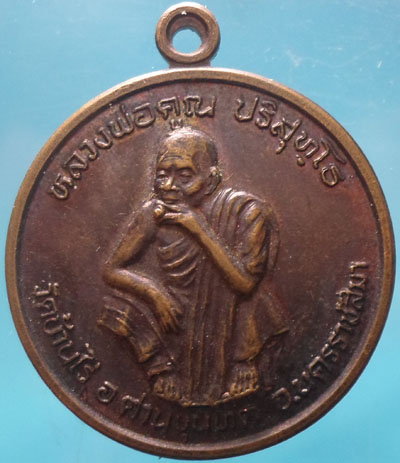 หลวงพ่อคูณ ปริสุทฺโธ
วัดบ้านไร่ อ.ด่านขุนทด จ.นครราชสีมา